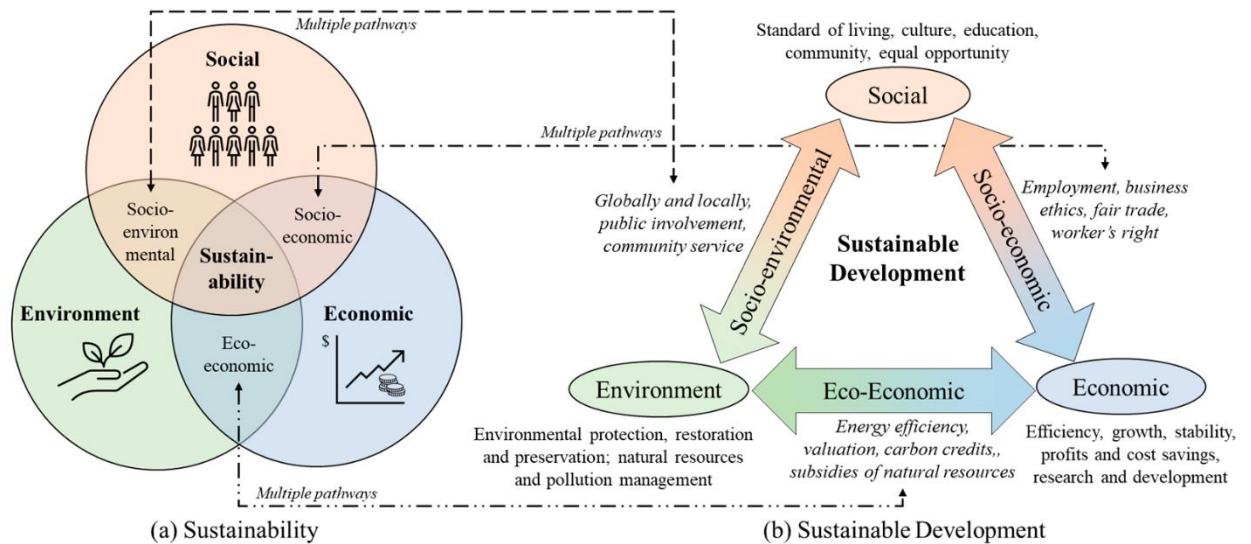 Multiple pathways
Social
Socio-
environ
mental
Socio-
economic
Sustain-
ability
Environment
Economic
$
Eco-
economic
Multiple pathways
(a) Sustainability
Standard of living, culture, education,
community, equal opportunity
Social
Multiple pathways
Globally and locally,
public involvement,
community service
Socio-environmental
Socio-economic
Employment, business
ethics, fair trade,
worker's right
Sustainable
Development
Environment
Eco-Economic
Economic
Environmental protection, restoration
and preservation; natural resources
and pollution management
Energy efficiency,
valuation, carbon credits,,
subsidies of natural resources
Efficiency, growth, stability,
profits and cost savings,
research and development
(b) Sustainable Development